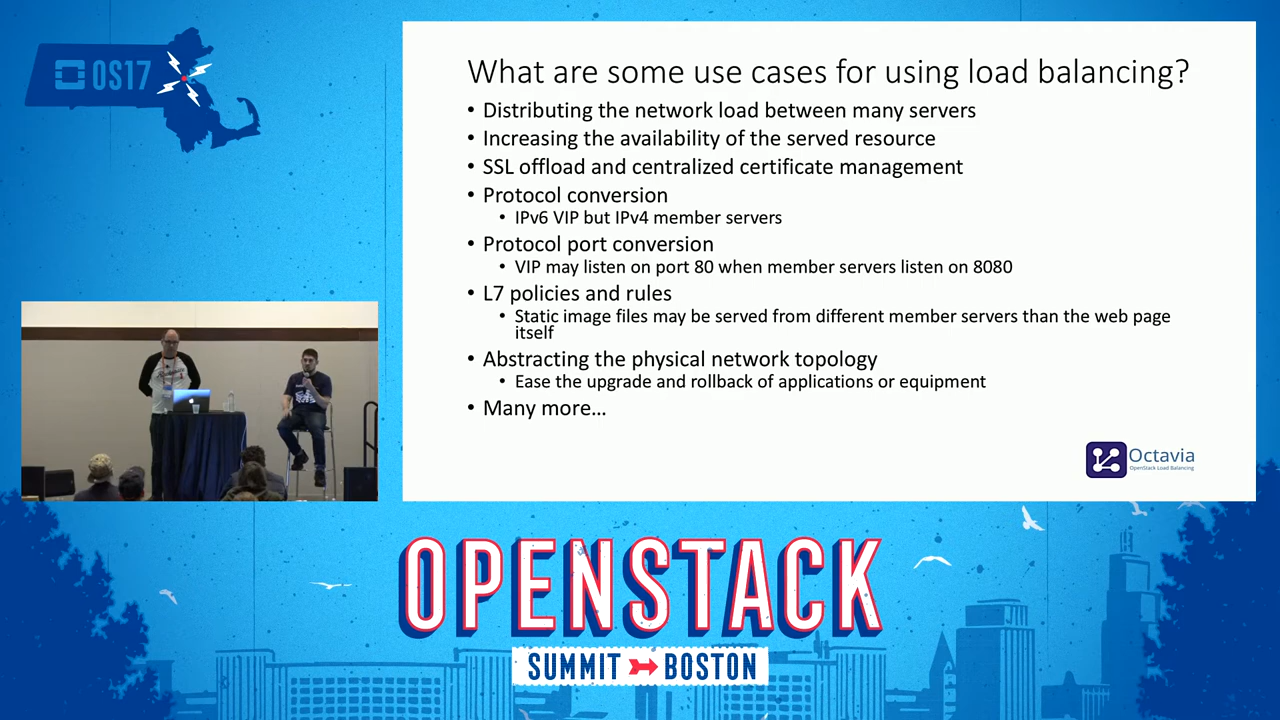 OS17
What are some use cases for using load balancing?
• Distributing the network load between many servers
• Increasing the availability of the served resource
• SSL offload and centralized certificate management
• Protocol conversion
• IPv6 VIP but IPv4 member servers
• Protocol port conversion
• VIP may listen on port 80 when member servers listen on 8080
• L7 policies and rules
• Static image files may be served from different member servers than the web page
itself
• Abstracting the physical network topology
• Ease the upgrade and rollback of applications or equipment
• Many more…
Octavia
OpenStack Load Balancing
OPENSTACK
SUMMIT BOSTON